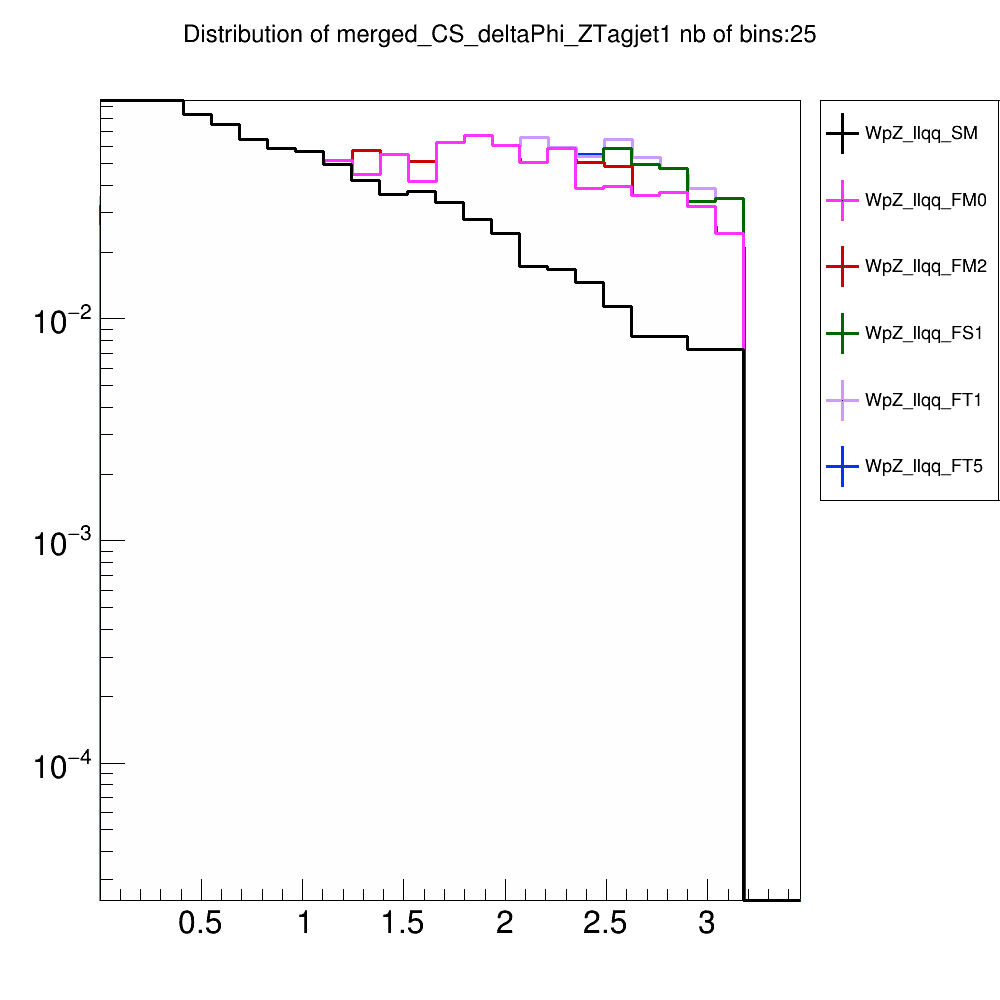 Distribution of merged_CS_deltaPhi_ZTagjet1 nb of bins:25
WpZ_llqq_SM
WpZ_llqq_FM0
WpZ_llqq_FM2
WpZ_llqq_FS1
WpZ_llqq_FT1
WpZ_llqq_FT5
10⁻²
10⁻³
10⁻⁴
0.5 1 1.5 2 2.5 3